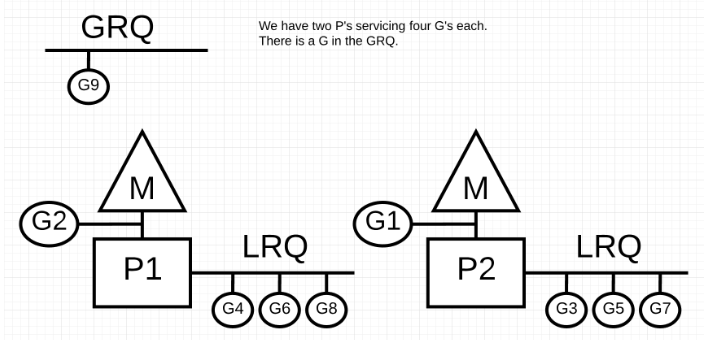 GRQ
We have two P's servicing four G's each.
There is a G in the GRQ.
G9
M
M
G2
G1
P1
LRQ
P2
LRQ
G4 G6 G8
G3 G5 G7